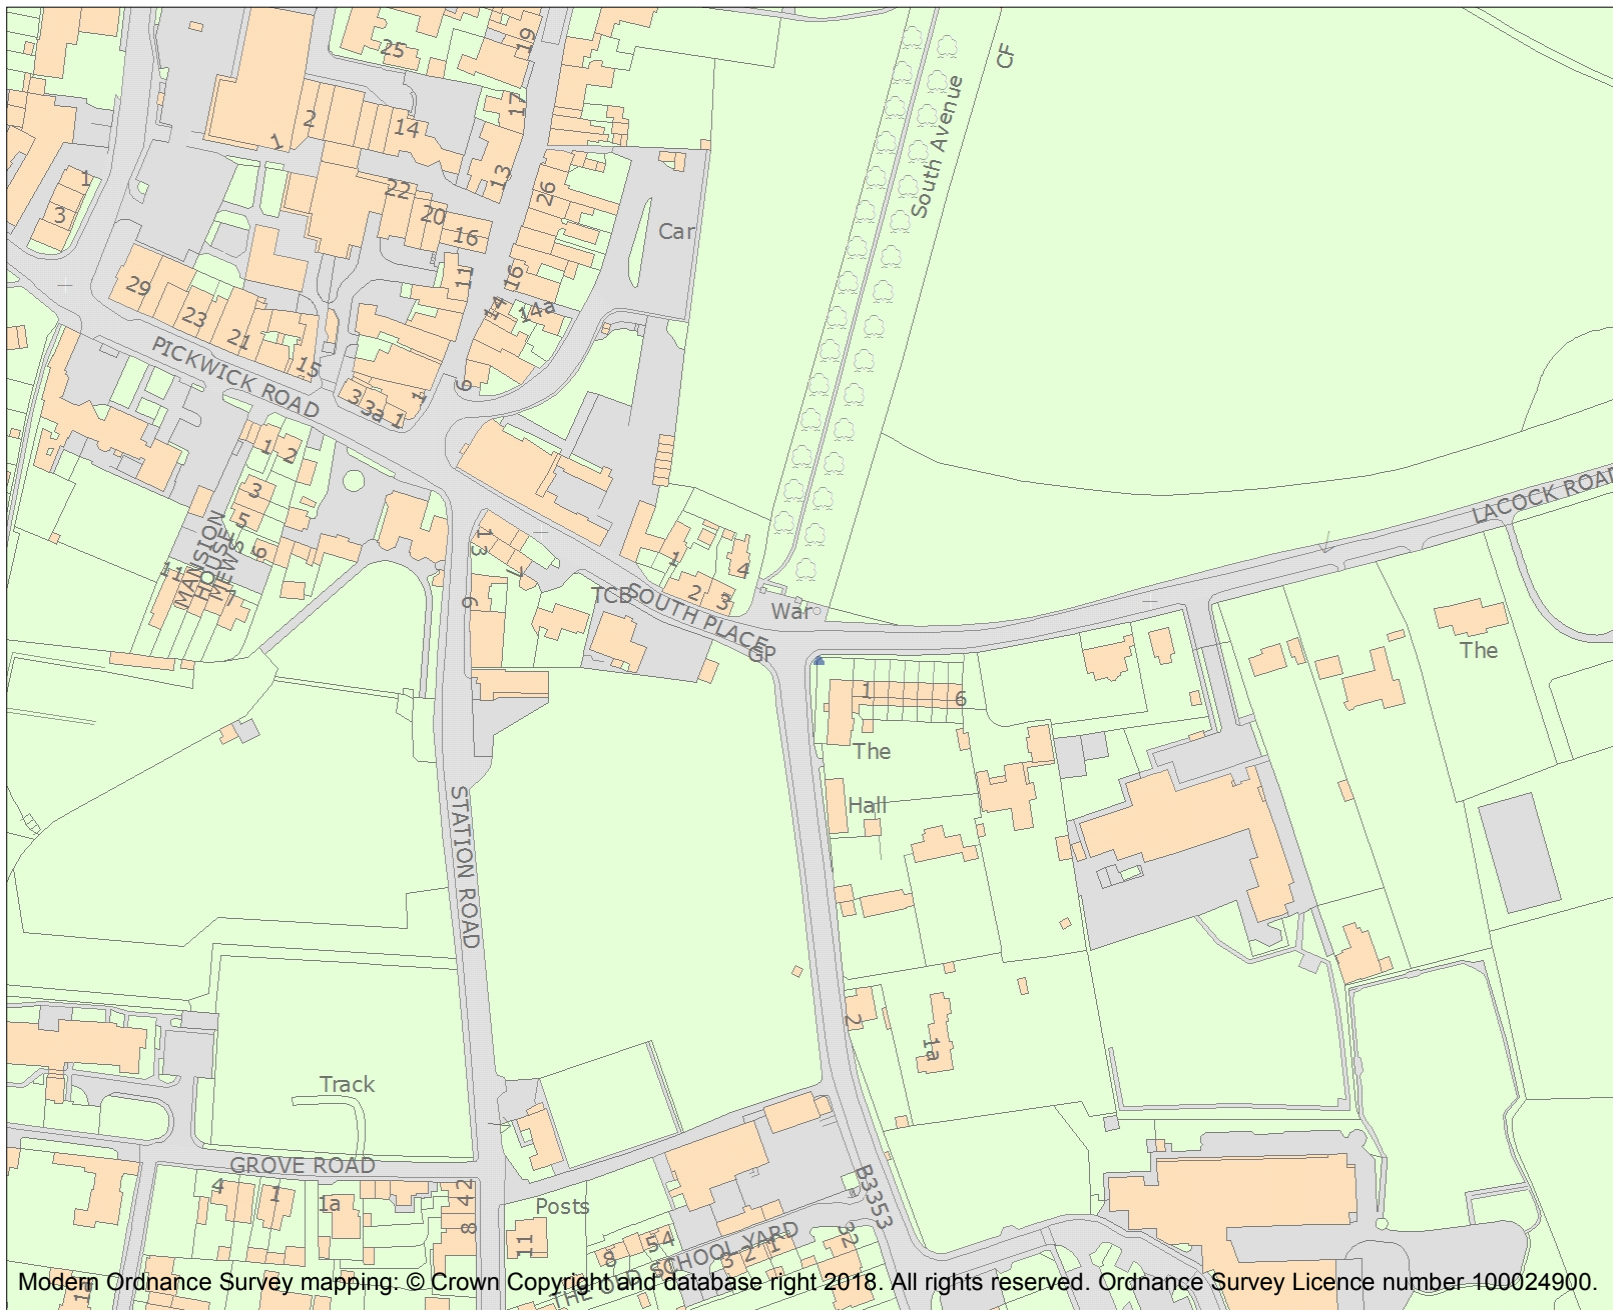 25
19
CF
2
14
17
1
South Avenue
1
3
22
13
26
20
16
Car
29
23
21
11
16
14
14a
PICKWICK ROAD
15
9
3
3a
1
1
1
2
3
5
6
MANSION
HOUSE
MEWS
11
7
LACOCK ROAD
13
7
1
4
6
TCB
2
3
SOUTH PLACE
War
GP
1
6
The
The
Hall
STATION ROAD
2
1a
Track
GROVE ROAD
4
1
1a
2
4
8
Posts
11
B3353
32
8
5
4
3
2
1
THE OLD SCHOOL YARD
Modern Ordnance Survey mapping: © Crown Copyright and database right 2018. All rights reserved. Ordnance Survey Licence number 100024900.